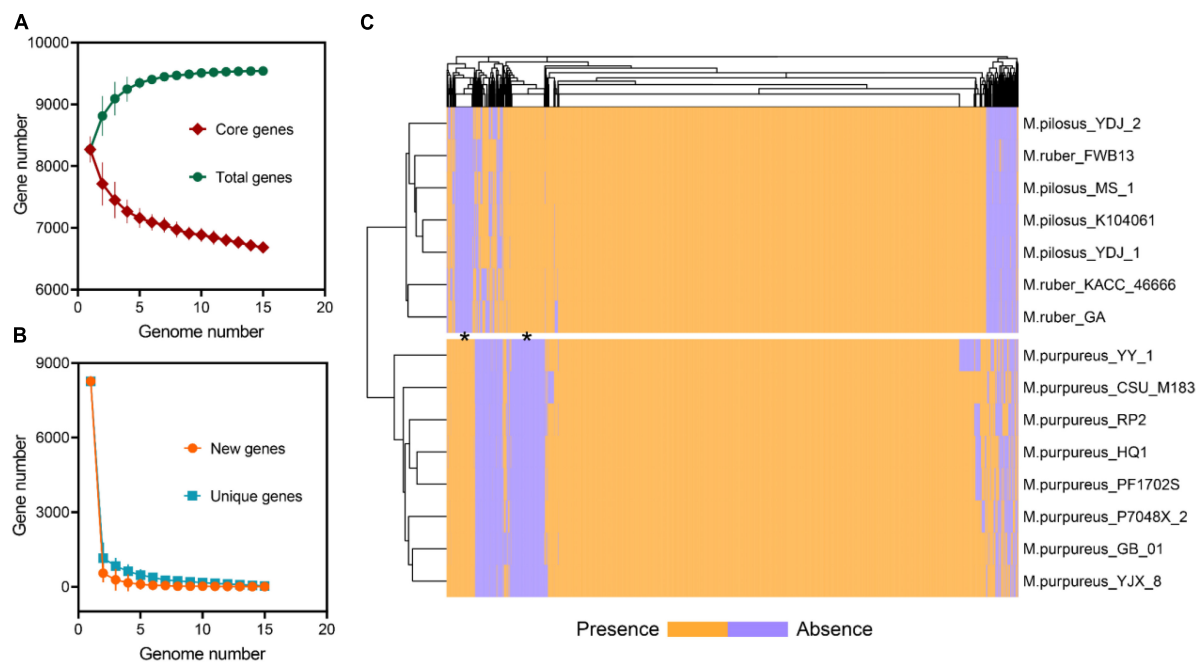 A
10000
9000
8000
7000
6000
Gene number
Core genes
Total genes
0
5
10
15
20
Genome number
B
9000
6000
3000
0
Gene number
New genes
Unique genes
0
5
10
15
20
Genome number
C
M.pilosus_YDJ_2
M.ruber_FWB13
M.pilosus_MS_1
M.pilosus_K104061
M.pilosus_YDJ_1
M.ruber_KACC_46666
M.ruber_GA
* *
M.purpureus_YY_1
M.purpureus_CSU_M183
M.purpureus_RP2
M.purpureus_HQ1
M.purpureus_PF1702S
M.purpureus_P7048X_2
M.purpureus_GB_01
M.purpureus_YJX_8
Presence Absence